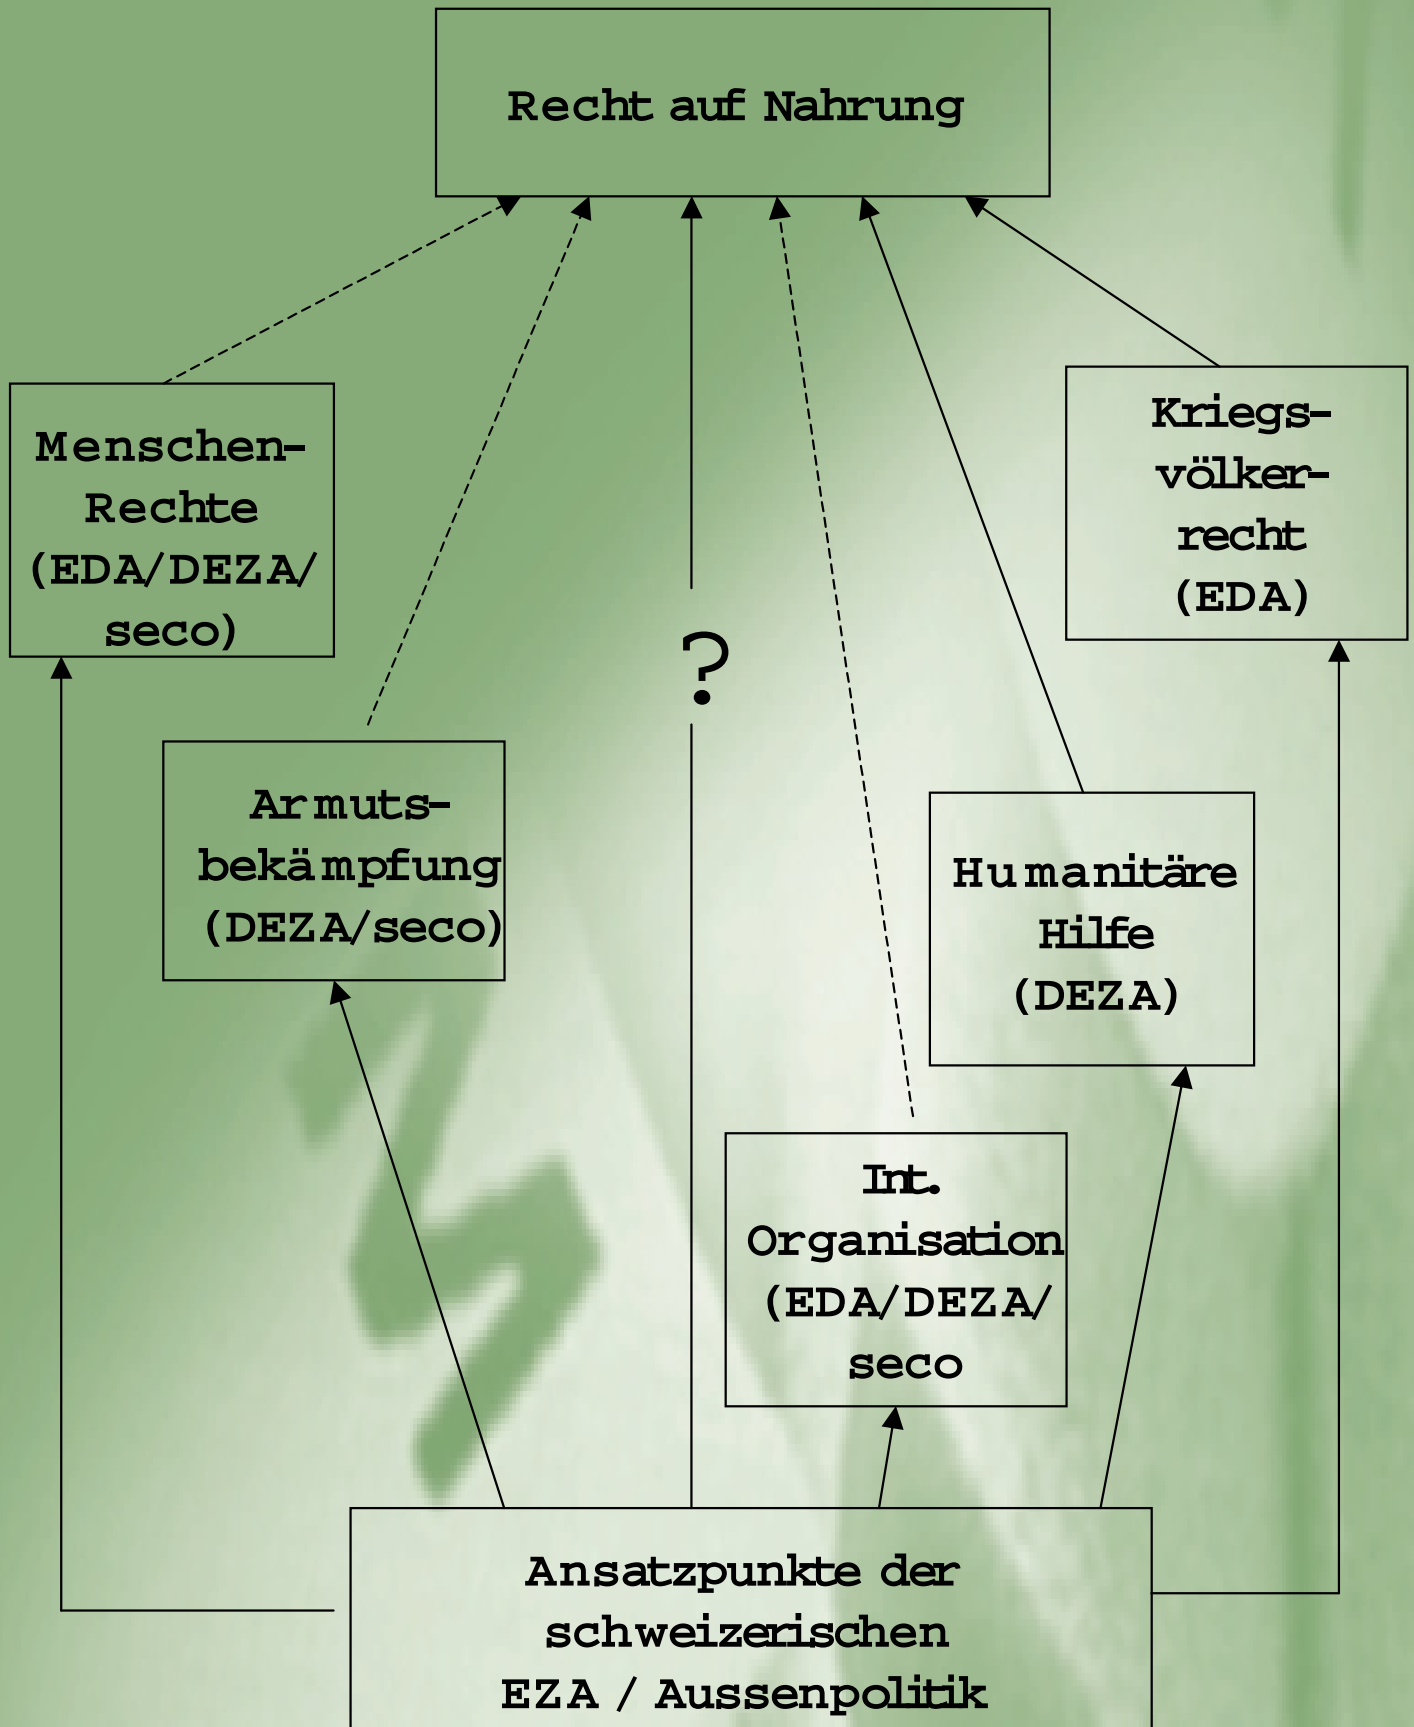 Recht auf Nahrung
Menschen-
Rechte
(EDA/DEZA/
seco)
Kriegs-
völker-
recht
(EDA)
?
Armuts-
bekämpfung
(DEZA/seco)
Humanitäre
Hilfe
(DEZA)
Int.
Organisation
(EDA/DEZA/
seco
Ansatzpunkte der
schweizerischen
EZA / Aussenpolitik